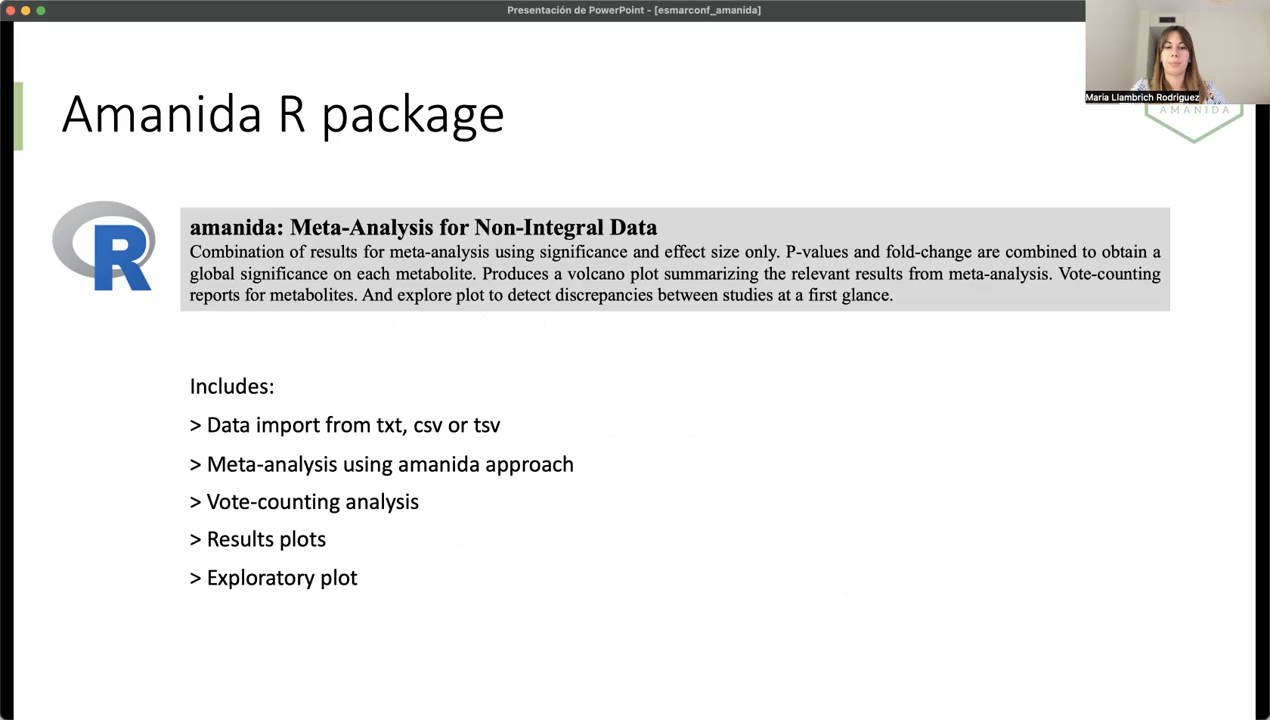 Presentación de PowerPoint - [esmarconf_amanida]
Maria Llambrich Rodríguez
AMANIDA
Amanida R package
R
amanida: Meta-Analysis for Non-Integral Data
Combination of results for meta-analysis using significance and effect size only. P-values and fold-change are combined to obtain a
global significance on each metabolite. Produces a volcano plot summarizing the relevant results from meta-analysis. Vote-counting
reports for metabolites. And explore plot to detect discrepancies between studies at a first glance.
Includes:
> Data import from txt, csv or tsv
> Meta-analysis using amanida approach
> Vote-counting analysis
> Results plots
> Exploratory plot